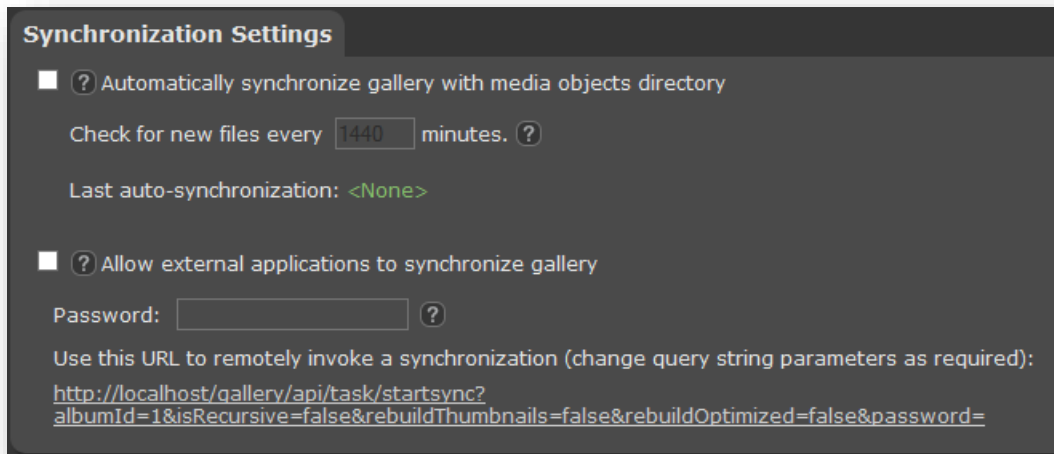 Synchronization Settings
? Automatically synchronize gallery with media objects directory
Check for new files every 1440 minutes. ?
Last auto-synchronization: <None>
? Allow external applications to synchronize gallery
Password: ?
Use this URL to remotely invoke a synchronization (change query string parameters as required):
http://localhost/gallery/api/task/startsync?
albumId=1&isRecursive=false&rebuildThumbnails=false&rebuildOptimized=false&password=